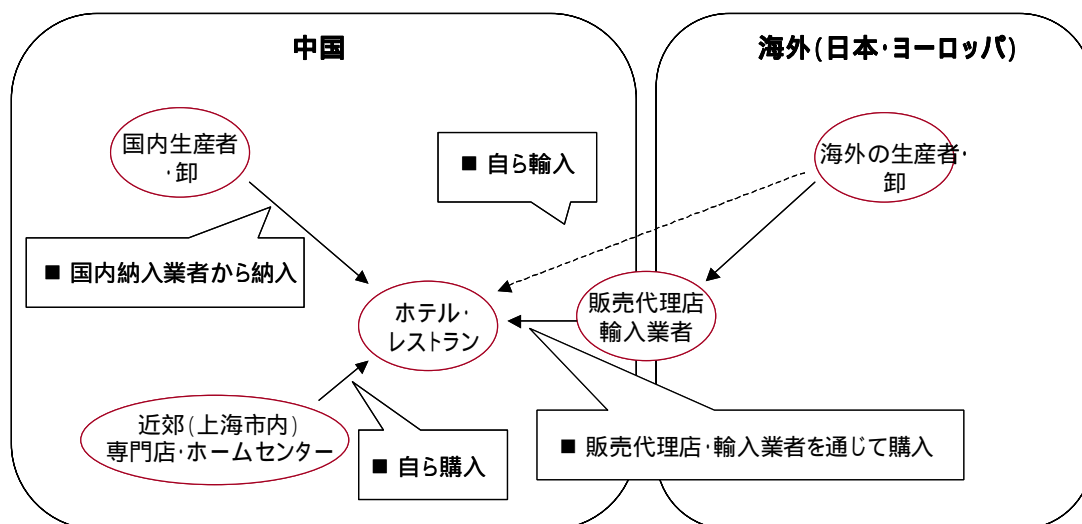 中国
海外(日本・ヨーロッパ)
国内生産者
・卸
■ 自ら輸入
海外の生産者・
卸
■ 国内納入業者から納入
ホテル・
レストラン
販売代理店
輸入業者
近郊(上海市内)
専門店・ホームセンター
■ 自ら購入
■ 販売代理店・輸入業者を通じて購入